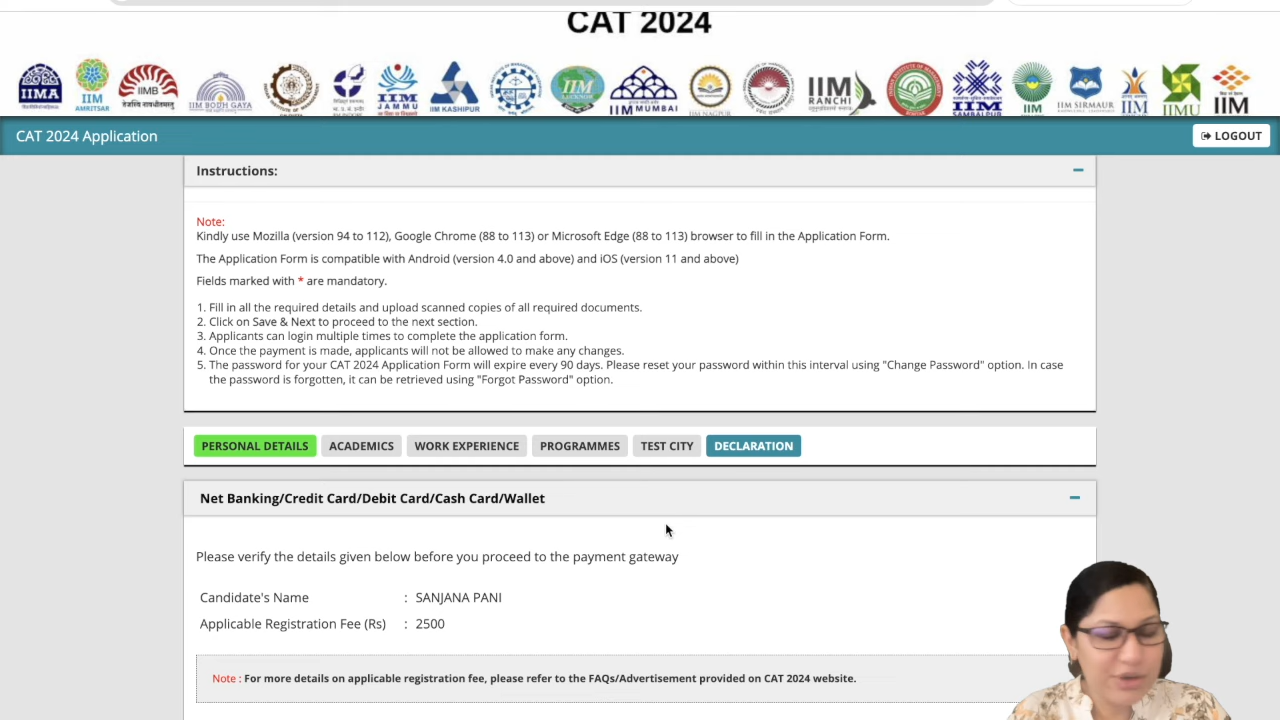 CAT 2024
IIMA
IIM
AMRITSAR
IIMB
IIM BODH GAYA
IIM
JAMMU
IIM KASHIPUR
IIM
LUCKNOW
IIM MUMBAI
IIM NAGPUR
IIM
RANCHI
IIM
SAMBALPUR
IIM
IIM SIRMAUR
IIM
IIMU
IIM
CAT 2024 Application
LOGOUT
Instructions:
Note:
Kindly use Mozilla (version 94 to 112), Google Chrome (88 to 113) or Microsoft Edge (88 to 113) browser to fill in the Application Form.
The Application Form is compatible with Android (version 4.0 and above) and iOS (version 11 and above)
Fields marked with * are mandatory.
1. Fill in all the required details and upload scanned copies of all required documents.
2. Click on Save & Next to proceed to the next section.
3. Applicants can login multiple times to complete the application form.
4. Once the payment is made, applicants will not be allowed to make any changes.
5. The password for your CAT 2024 Application Form will expire every 90 days. Please reset your password within this interval using "Change Password" option. In case
the password is forgotten, it can be retrieved using "Forgot Password" option.
PERSONAL DETAILS ACADEMICS WORK EXPERIENCE PROGRAMMES TEST CITY DECLARATION
Net Banking/Credit Card/Debit Card/Cash Card/Wallet
Please verify the details given below before you proceed to the payment gateway
Candidate's Name : SANJANA PANI
Applicable Registration Fee (Rs) : 2500
Note : For more details on applicable registration fee, please refer to the FAQs/Advertisement provided on CAT 2024 website.